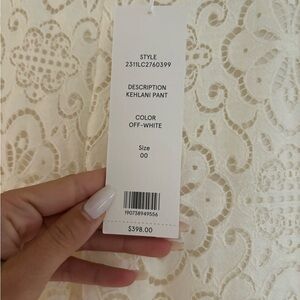 STYLE
2311LC2760399
DESCRIPTION
KEHLANI PANT
COLOR
OFF-WHITE
Size
00
190738949556
$398.00